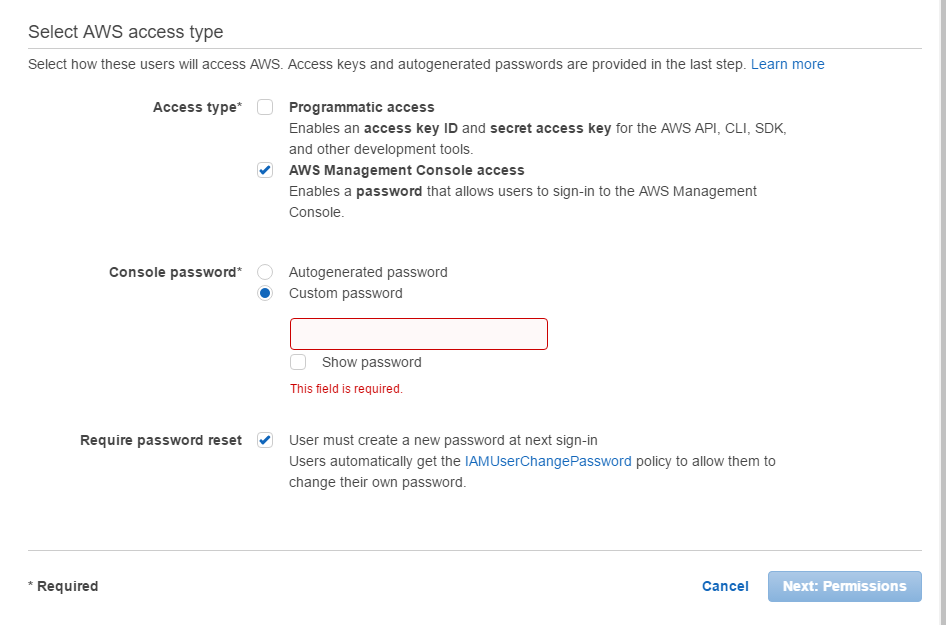 Select AWS access type
Select how these users will access AWS. Access keys and autogenerated passwords are provided in the last step. Learn more
Access type* Programmatic access
Enables an access key ID and secret access key for the AWS API, CLI, SDK,
and other development tools.
AWS Management Console access
Enables a password that allows users to sign-in to the AWS Management
Console.
Console password* Autogenerated password
Custom password
Show password
This field is required.
Require password reset User must create a new password at next sign-in
Users automatically get the IAMUserChangePassword policy to allow them to
change their own password.
* Required Cancel Next: Permissions